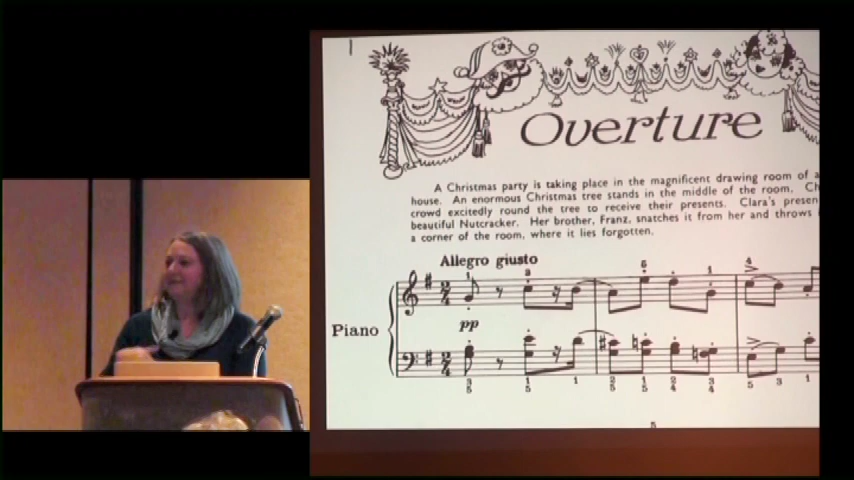 Overture
A Christmas party is taking place in the magnificent drawing room of a
house. An enormous Christmas tree stands in the middle of the room. Ch
crowd excitedly round the tree to receive their presents. Clara's presen
beautiful Nutcracker. Her brother, Franz, snatches it from her and throws
a corner of the room, where it lies forgotten.
Allegro giusto
Piano
pp